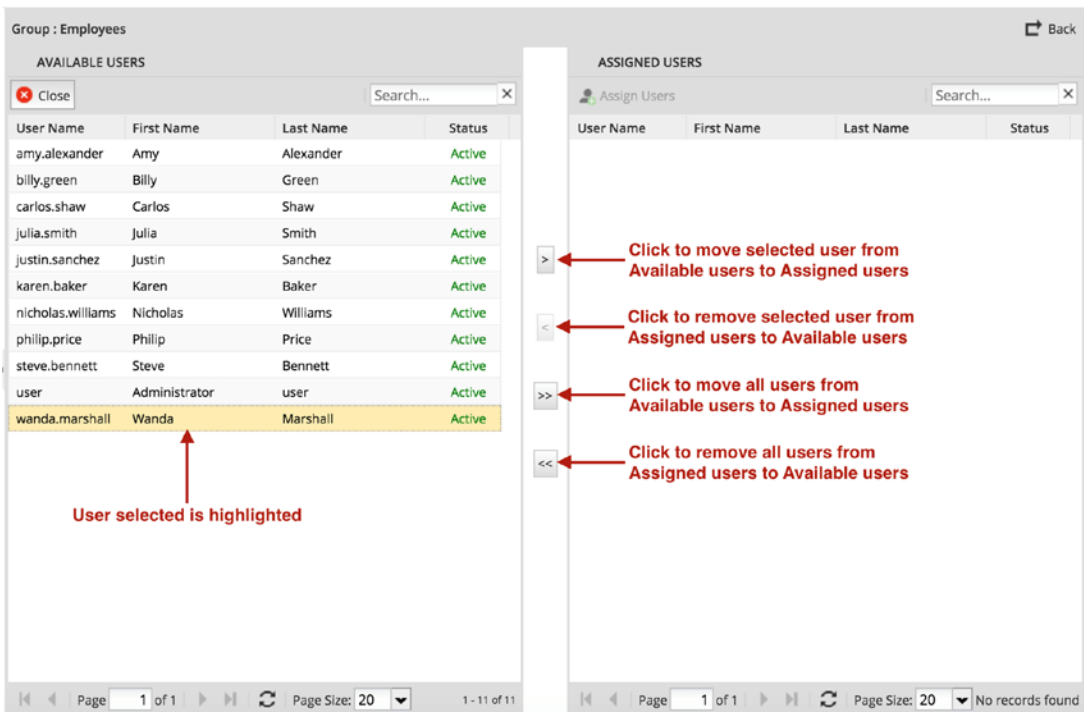 Group : Employees
Back
AVAILABLE USERS
Close
Search...
User Name First Name Last Name Status
amy.alexander Amy Alexander Active
billy.green Billy Green Active
carlos.shaw Carlos Shaw Active
julia.smith Julia Smith Active
justin.sanchez Justin Sanchez Active
karen.baker Karen Baker Active
nicholas.williams Nicholas Williams Active
philip.price Philip Price Active
steve.bennett Steve Bennett Active
user Administrator user Active
wanda.marshall Wanda Marshall Active
User selected is highlighted
Page 1 of 1 Page Size: 20 1 - 11 of 11
>
<
>>
<<
ASSIGNED USERS
Assign Users
Search...
User Name First Name Last Name Status
Click to move selected user from
Available users to Assigned users
Click to remove selected user from
Assigned users to Available users
Click to move all users from
Available users to Assigned users
Click to remove all users from
Assigned users to Available users
Page 1 of 1 Page Size: 20 No records found